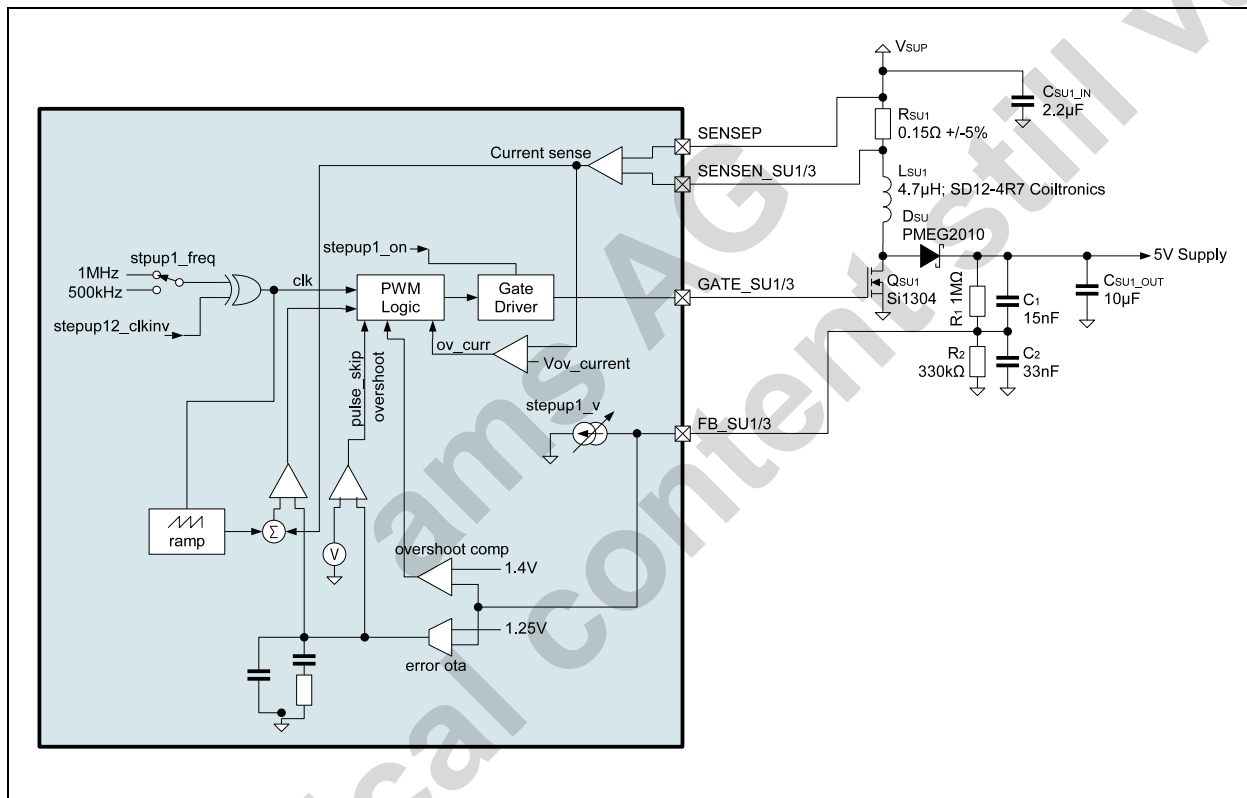 VSUP
CSU1_IN
2.2µF
RSU1
0.15Ω +/-5%
SENSEP
Current sense
SENSEN_SU1/3
LSU1
4.7µH; SD12-4R7 Coiltronics
DSU
PMEG2010
stepup1_on
stpup1_freq
1MHz
500kHz
clk
PWM
Logic
Gate
Driver
GATE_SU1/3
QSU1
Si1304
5V Supply
R1 1MΩ
C1
15nF
CSU1_OUT
10µF
stepup12_clkinv
ov_curr
Vov_current
pulse_skip
overshoot
R2
330kΩ
C2
33nF
stepup1_v
FB_SU1/3
ramp
Σ
V
overshoot comp
1.4V
1.25V
error ota
ams AG
cal content still v